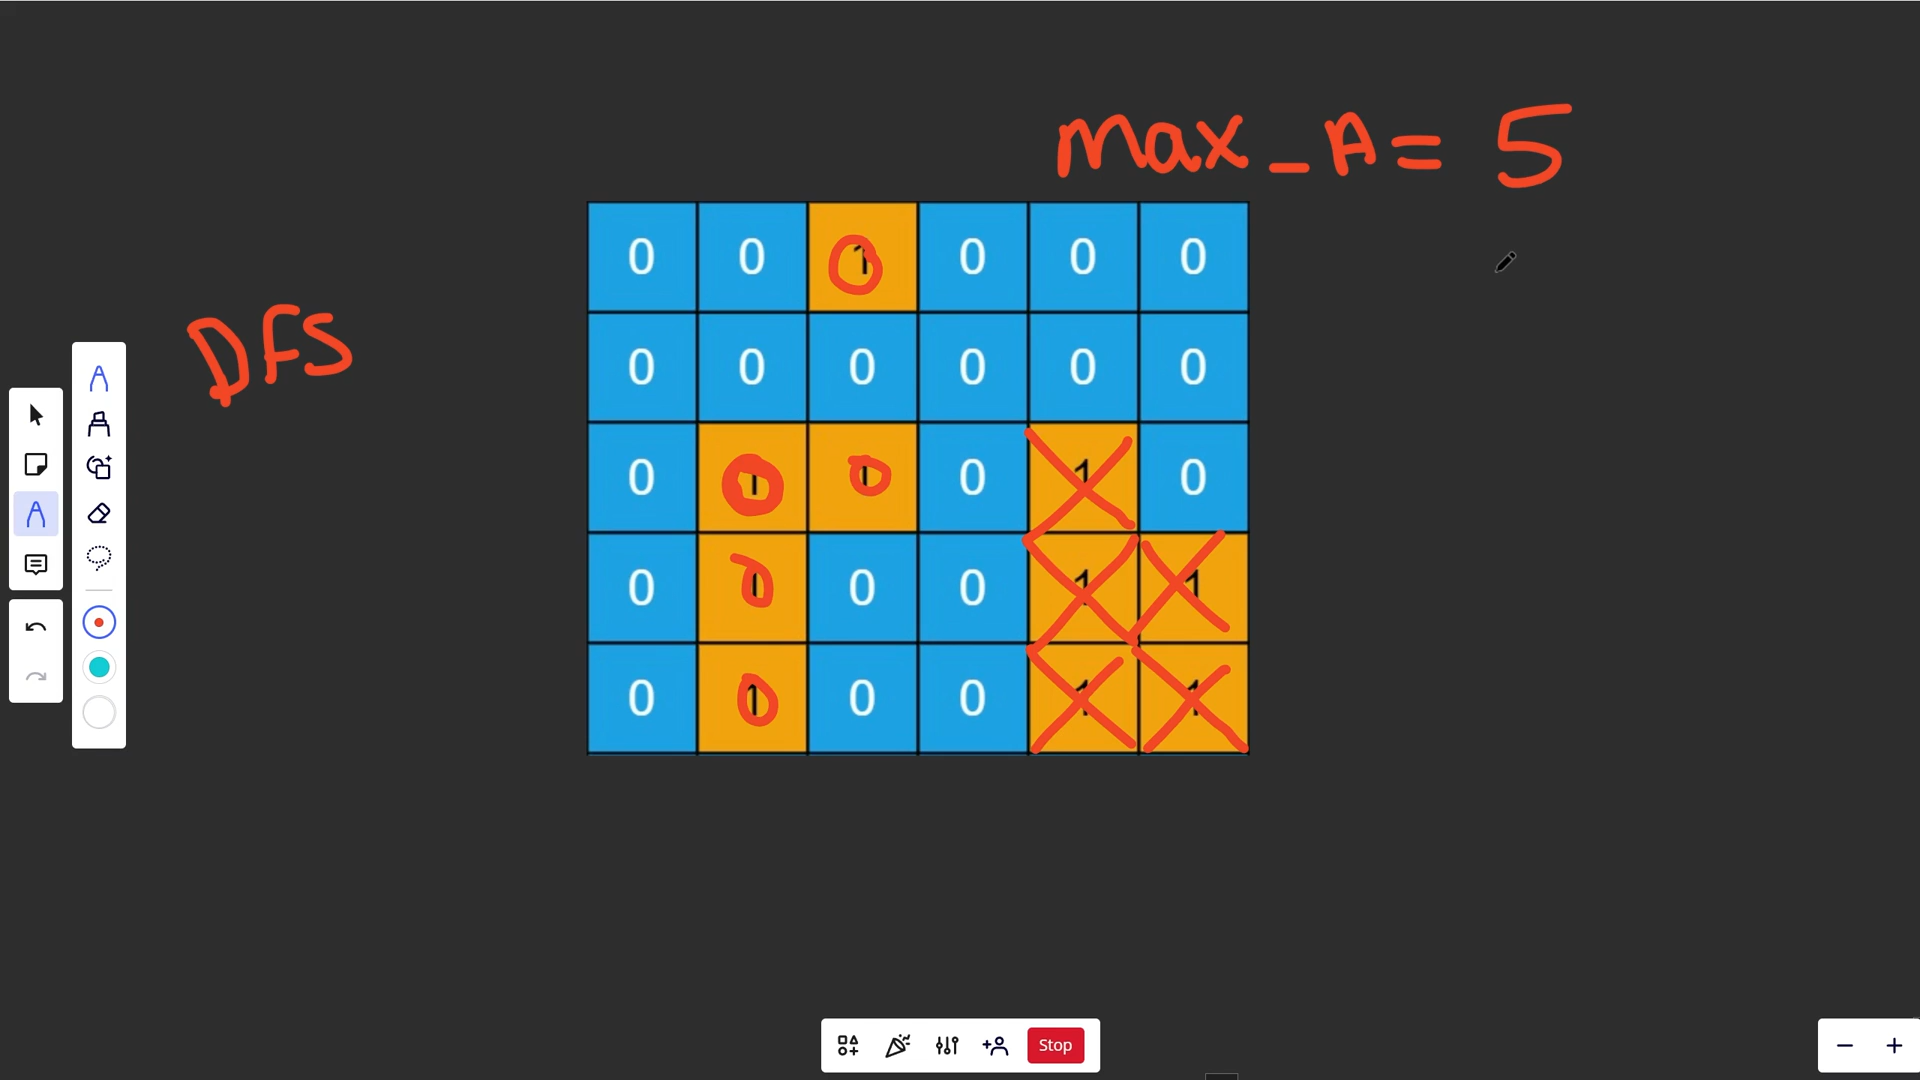 max_A= 5
DFS
0 0 1 0 0 0
0 0 0 0 0 0
0 1 1 0 1 0
0 1 0 0 1 1
0 1 0 0 1 1
Stop